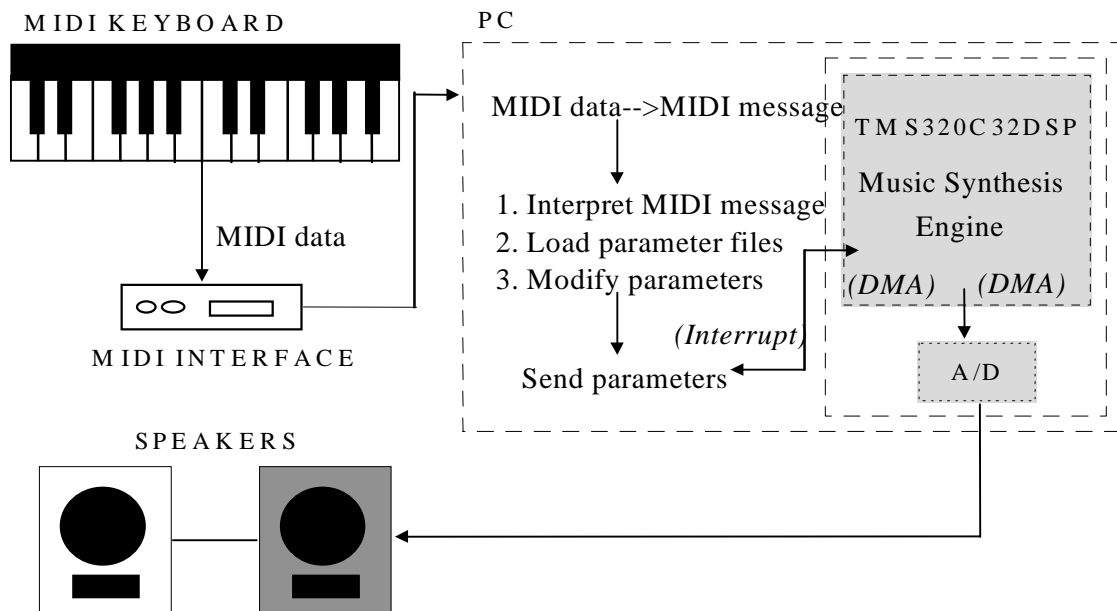 MIDI KEYBOARD
MIDI data
MIDI INTERFACE
PC
MIDI data-->MIDI message
1. Interpret MIDI message
2. Load parameter files
3. Modify parameters
(Interrupt)
Send parameters
TMS320C32DSP
Music Synthesis
Engine
(DMA) (DMA)
A/D
SPEAKERS